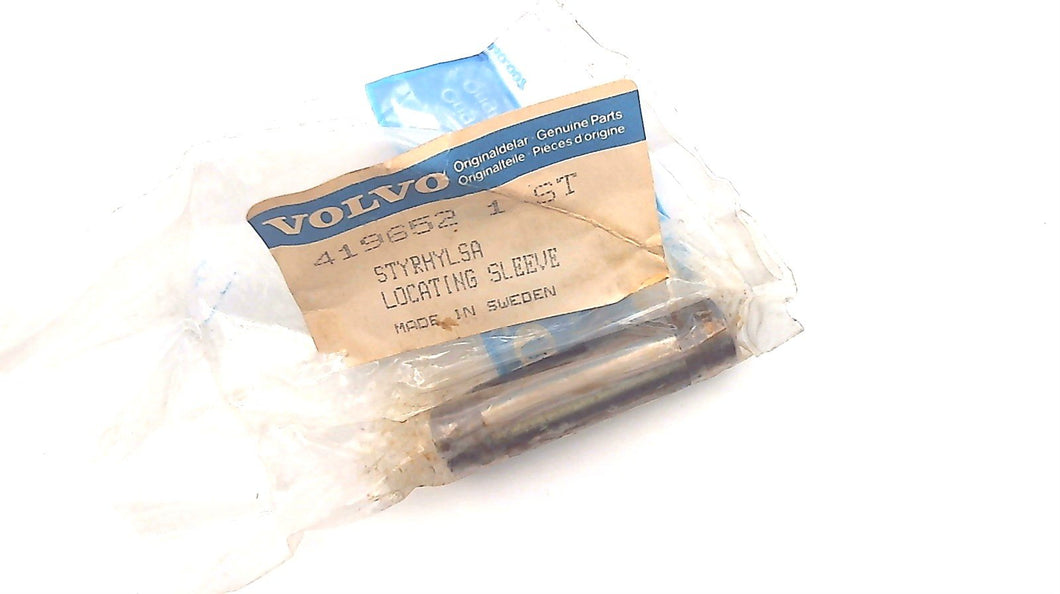 VOLVO
Originaldelar · Genuine Parts
Originalteile · Pièces d'origine
419652 1 ST
STYRHYLSA
LOCATING SLEEVE
MADE IN SWEDEN